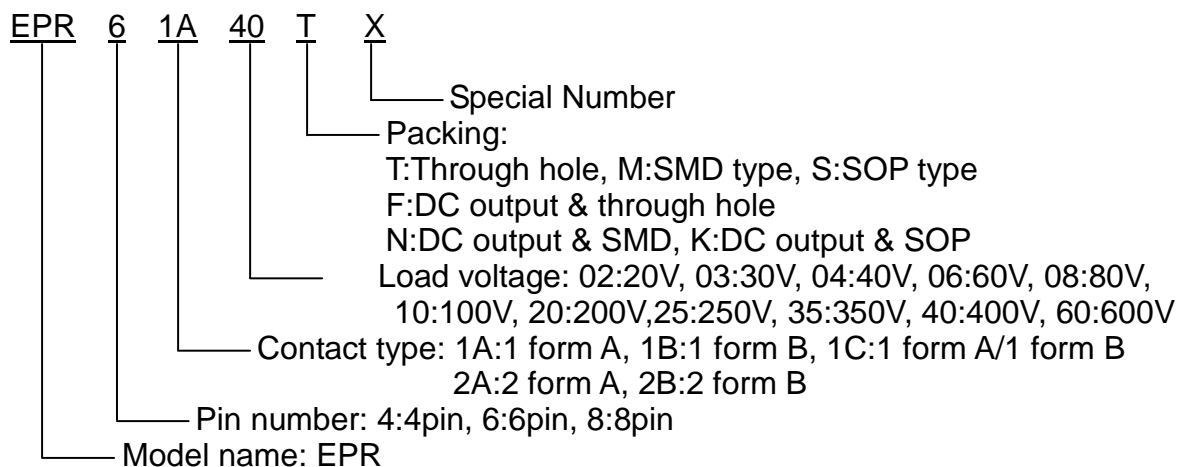 EPR 6 1A 40 T X
Special Number
Packing:
T:Through hole, M:SMD type, S:SOP type
F:DC output & through hole
N:DC output & SMD, K:DC output & SOP
Load voltage: 02:20V, 03:30V, 04:40V, 06:60V, 08:80V,
10:100V, 20:200V,25:250V, 35:350V, 40:400V, 60:600V
Contact type: 1A:1 form A, 1B:1 form B, 1C:1 form A/1 form B
2A:2 form A, 2B:2 form B
Pin number: 4:4pin, 6:6pin, 8:8pin
Model name: EPR